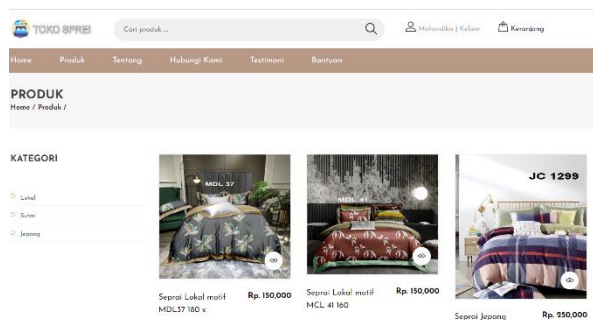 TOKO SPREI
Cari produk ...
Mahardika | Keluar
Keranjang
Home Produk Tentang Hubungi Kami Testimoni Bantuan
PRODUK
Home / Produk /
KATEGORI
Lokal
Sutra
Jepang
MDL 37
MDL 41
JC 1299
Seprai Lokal motif
MDL37 180 x
Rp. 150,000
Seprai Lokal motif
MCL 41 160
Rp. 150,000
Seprai Jepang
Rp. 250,000